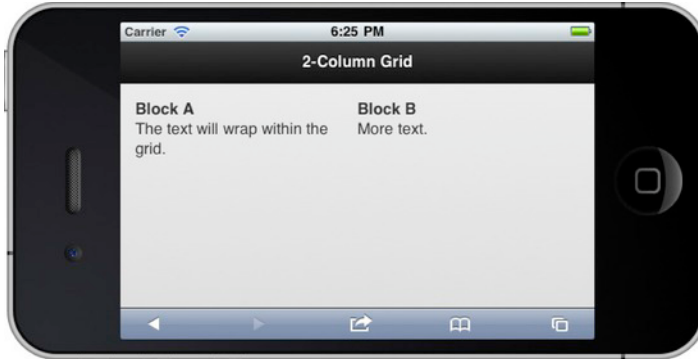 Carrier 6:25 PM
2-Column Grid
Block A
The text will wrap within the
grid.
Block B
More text.